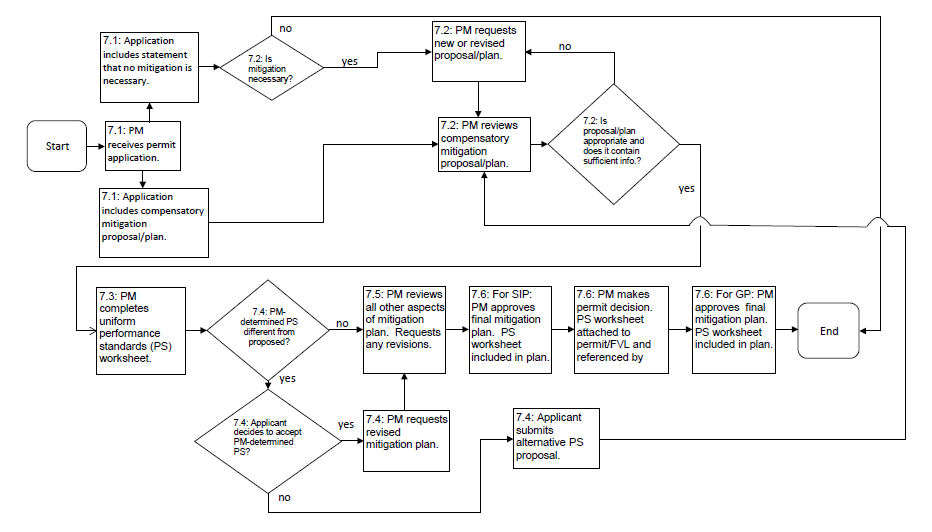 no
7.1: Application
includes statement
that no mitigation is
necessary.
7.2: Is
mitigation
necessary?
yes
7.2: PM requests
new or revised
proposal/plan.
no
Start
7.1: PM
receives permit
application.
7.2: PM reviews
compensatory
mitigation
proposal/plan.
7.2: Is
proposal/plan
appropriate and
does it contain
sufficient info.?
yes
7.1: Application
includes compensatory
mitigation
proposal/plan.
7.3: PM
completes
uniform
performance
standards (PS)
worksheet.
7.4: PM-
determined PS
different from
proposed?
no
yes
7.5: PM reviews
all other aspects
of mitigation
plan. Requests
any revisions.
7.6: For SIP:
PM approves
final mitigation
plan. PS
worksheet
included in plan.
7.6: PM makes
permit decision.
PS worksheet
attached to
permit/FVL and
referenced by
7.6: For GP: PM
approves final
mitigation plan.
PS worksheet
included in plan.
End
7.4: Applicant
decides to accept
PM-determined
PS?
yes
no
7.4: PM requests
revised
mitigation plan.
7.4: Applicant
submits
alternative PS
proposal.